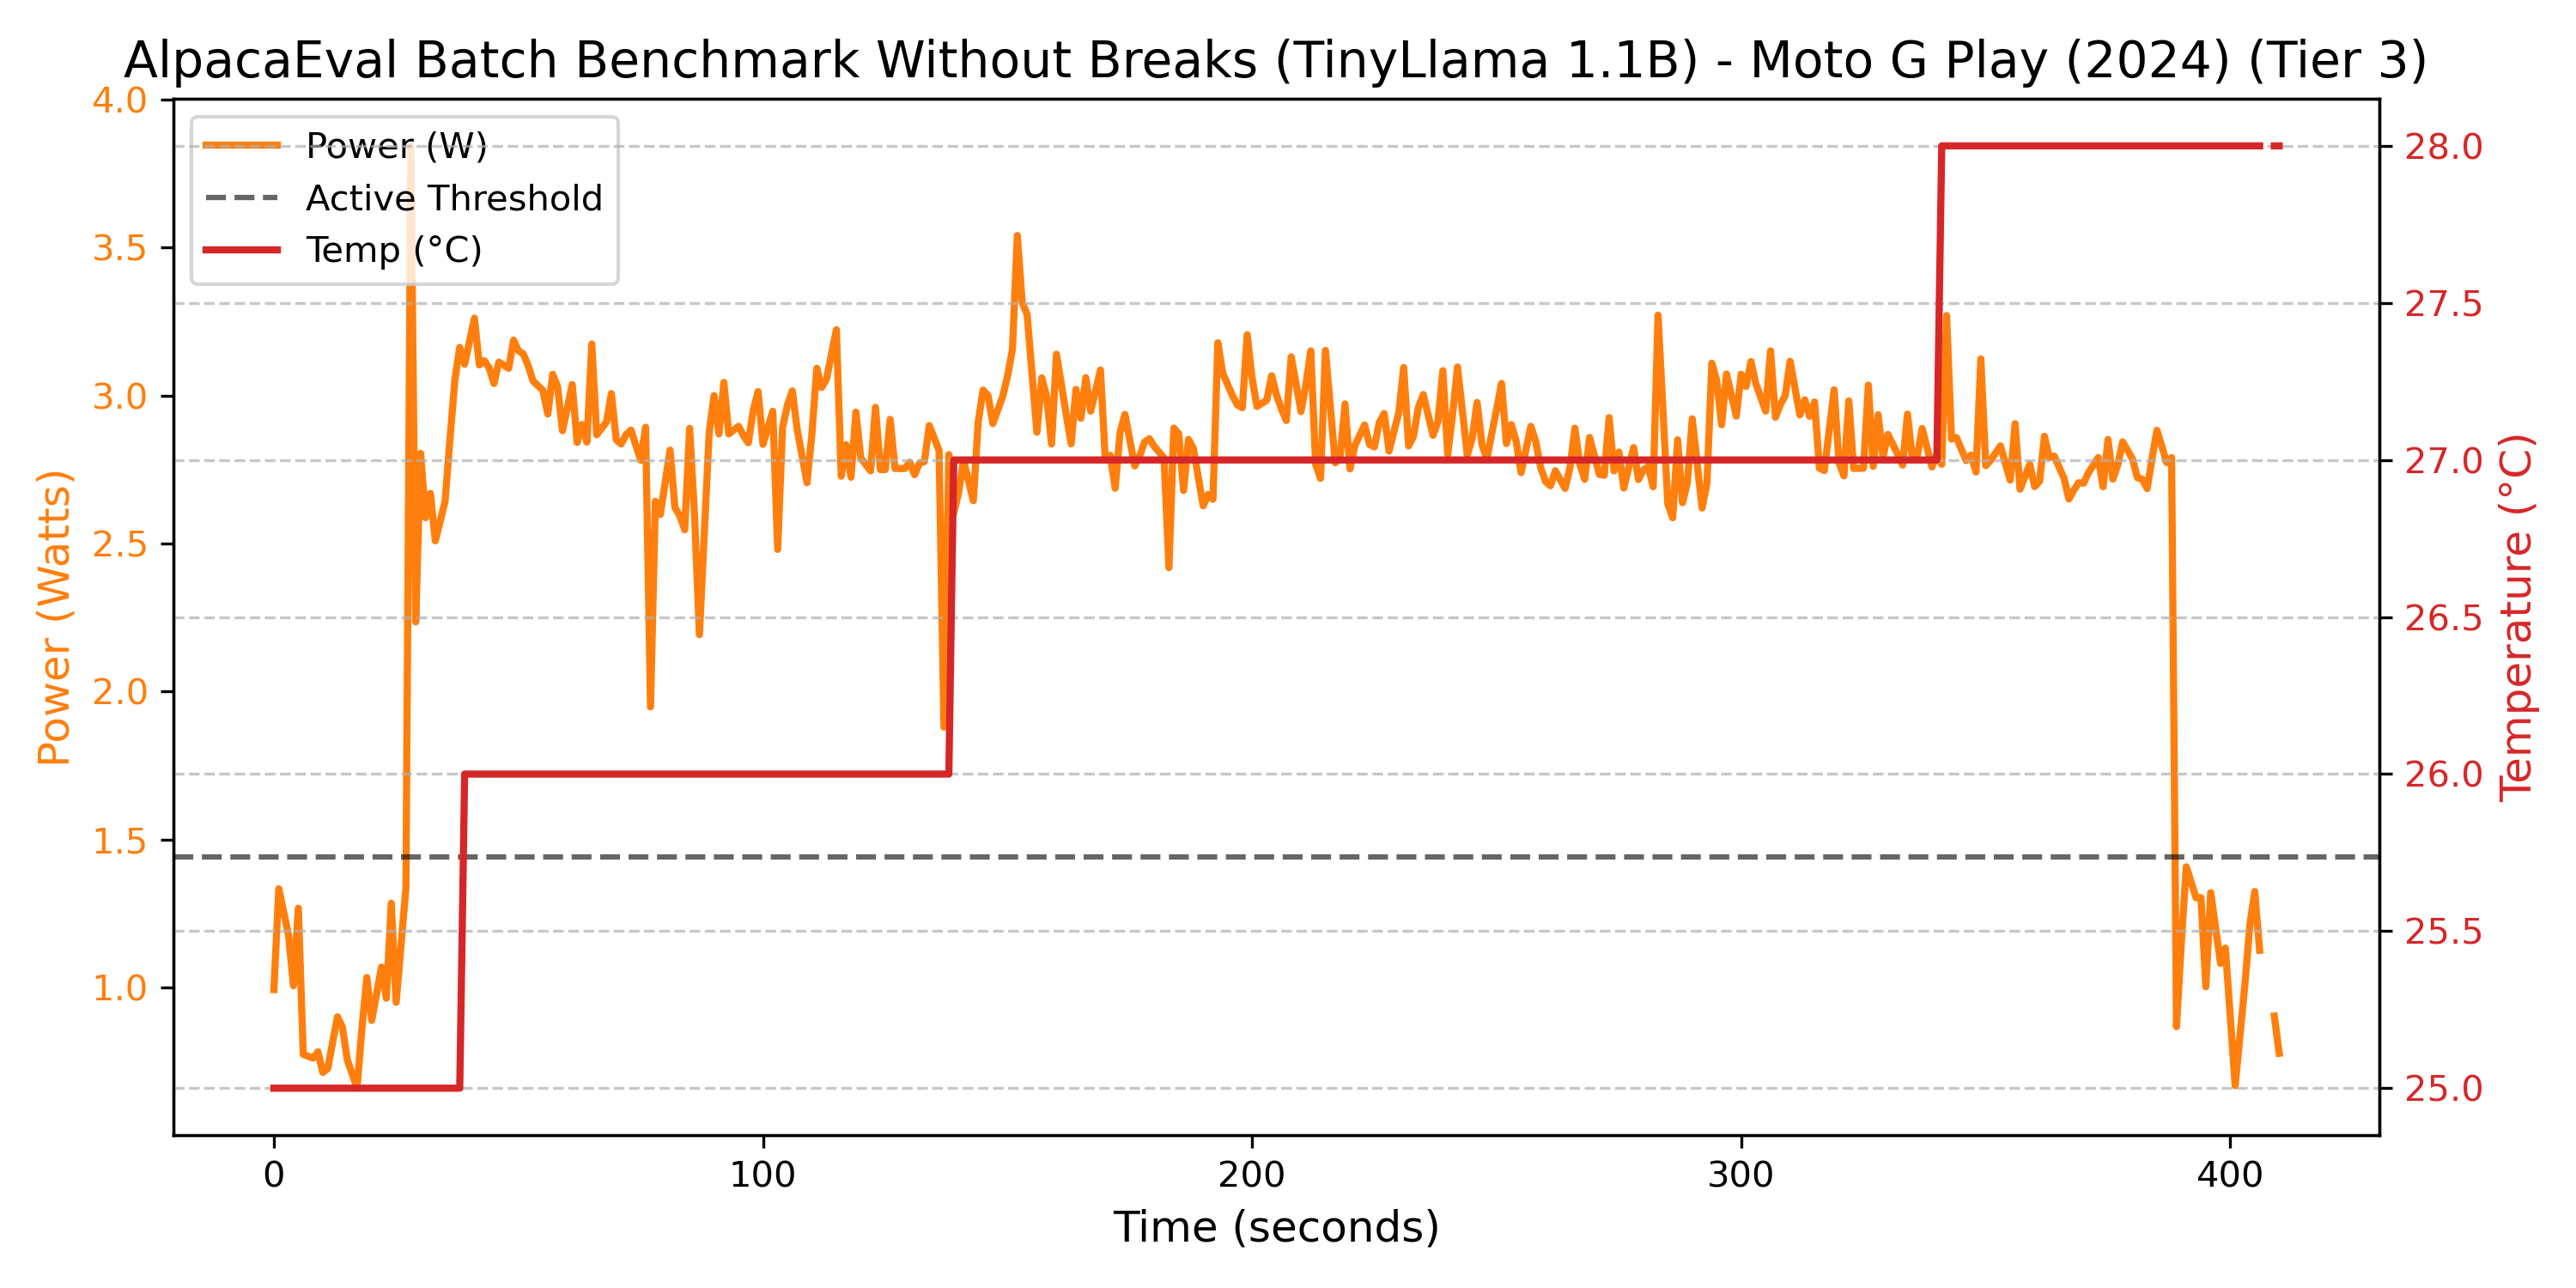 AlpacaEval Batch Benchmark Without Breaks (TinyLlama 1.1B) - Moto G Play (2024) (Tier 3)
Power (W)
Active Threshold
Temp (°C)
Power (Watts)
4.0
3.5
3.0
2.5
2.0
1.5
1.0
28.0
27.5
27.0
26.5
26.0
25.5
25.0
Temperature (°C)
0 100 200 300 400
Time (seconds)